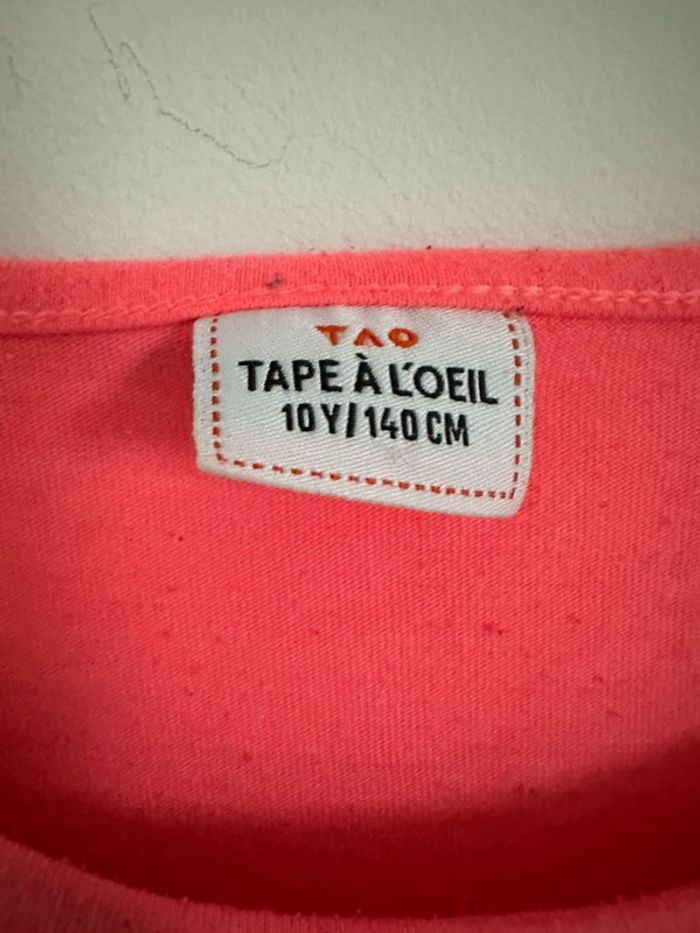 TAO
TAPE À L'OEIL
10 Y/140 CM